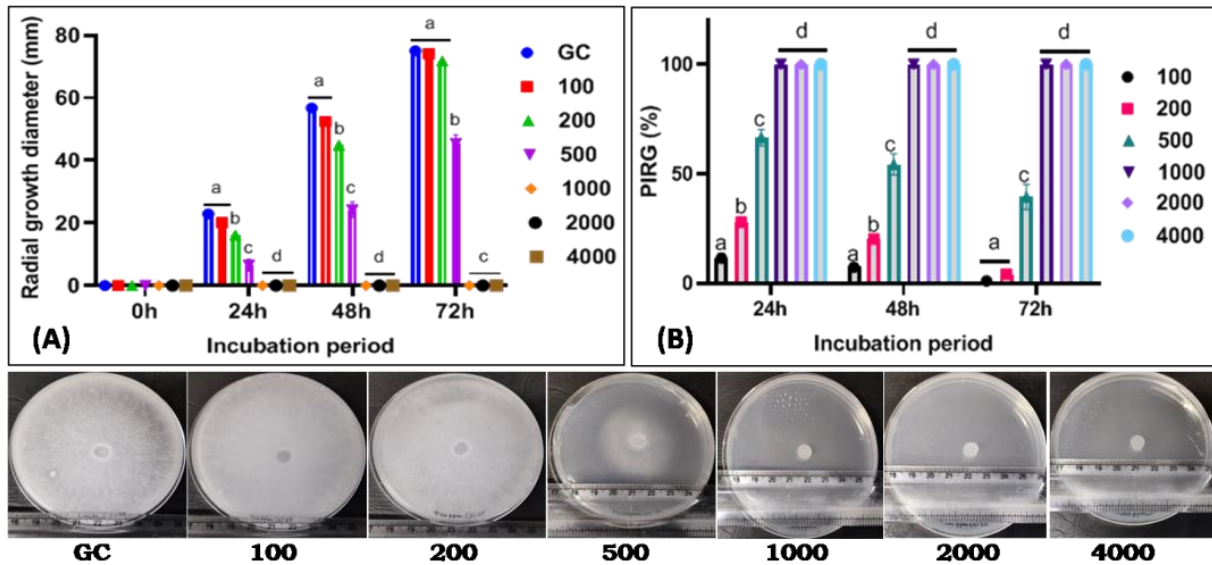 Radial growth diameter (mm)
80
60
40
20
0
a
b
c
d
a
b
c
d
a
b
c
0h
24h
48h
72h
Incubation period
(A)
GC
100
200
500
1000
2000
4000
PIRG (%)
100
50
0
a
b
c
d
a
b
c
d
a
c
d
24h
48h
72h
Incubation period
(B)
100
200
500
1000
2000
4000
GC
100
200
500
1000
2000
4000